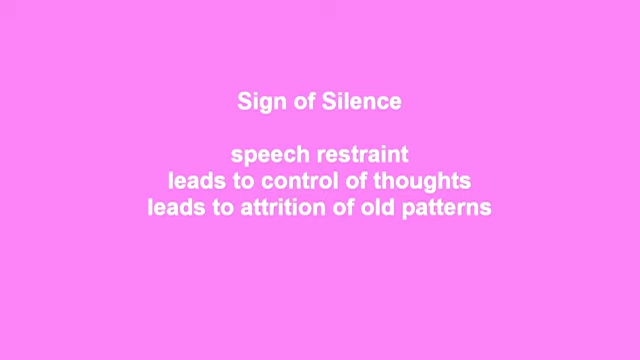 Sign of Silence
speech restraint
leads to control of thoughts
leads to attrition of old patterns